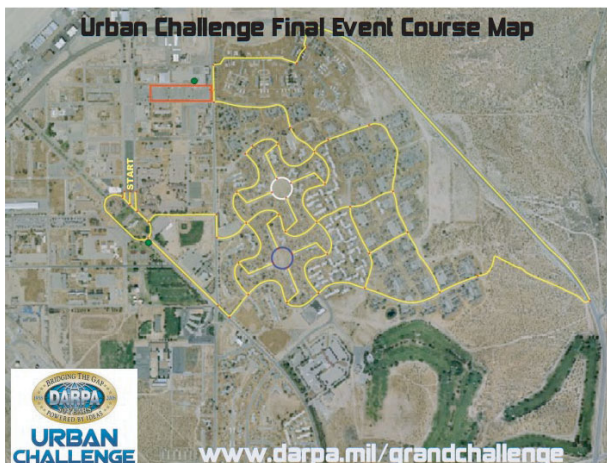 Urban Challenge Final Event Course Map
START
BRIDGING THE GAP
DARPA
POWERED BY IDEAS
URBAN
CHALLENGE
www.darpa.mil/grandchallenge